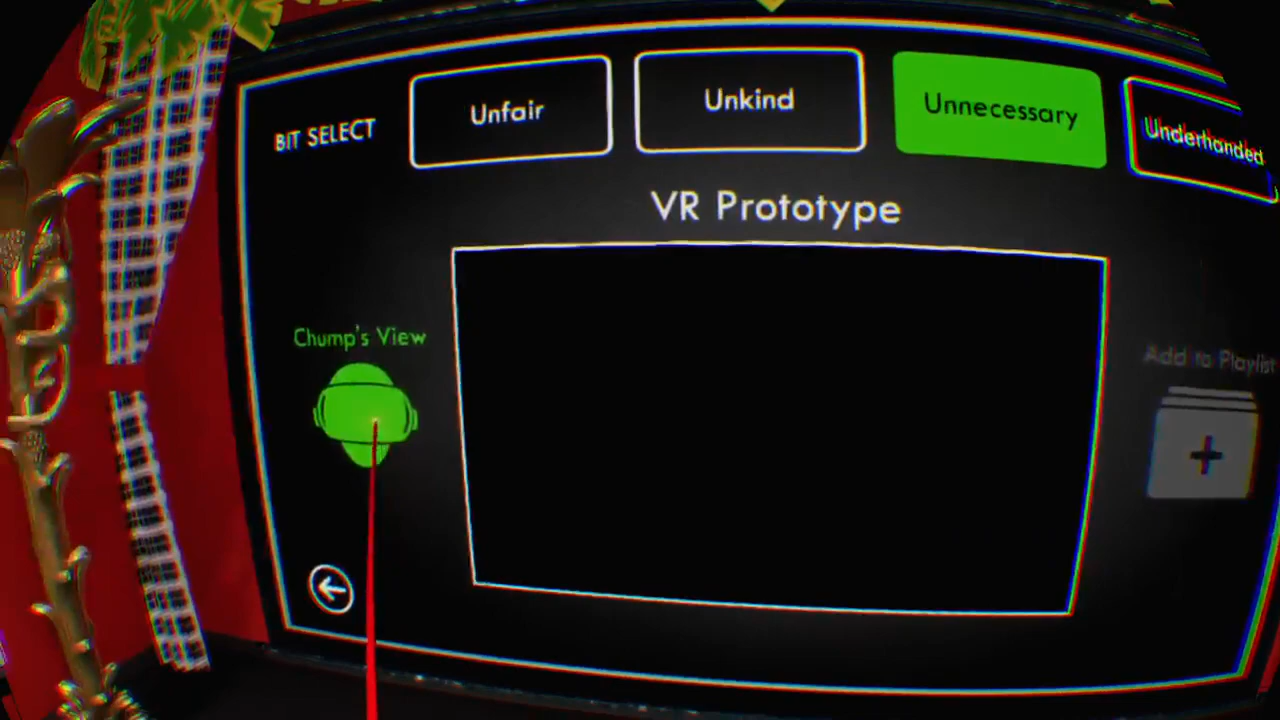 BIT SELECT
Unfair
Unkind
Unnecessary
Underhanded
VR Prototype
Chump's View
Add to Playlist